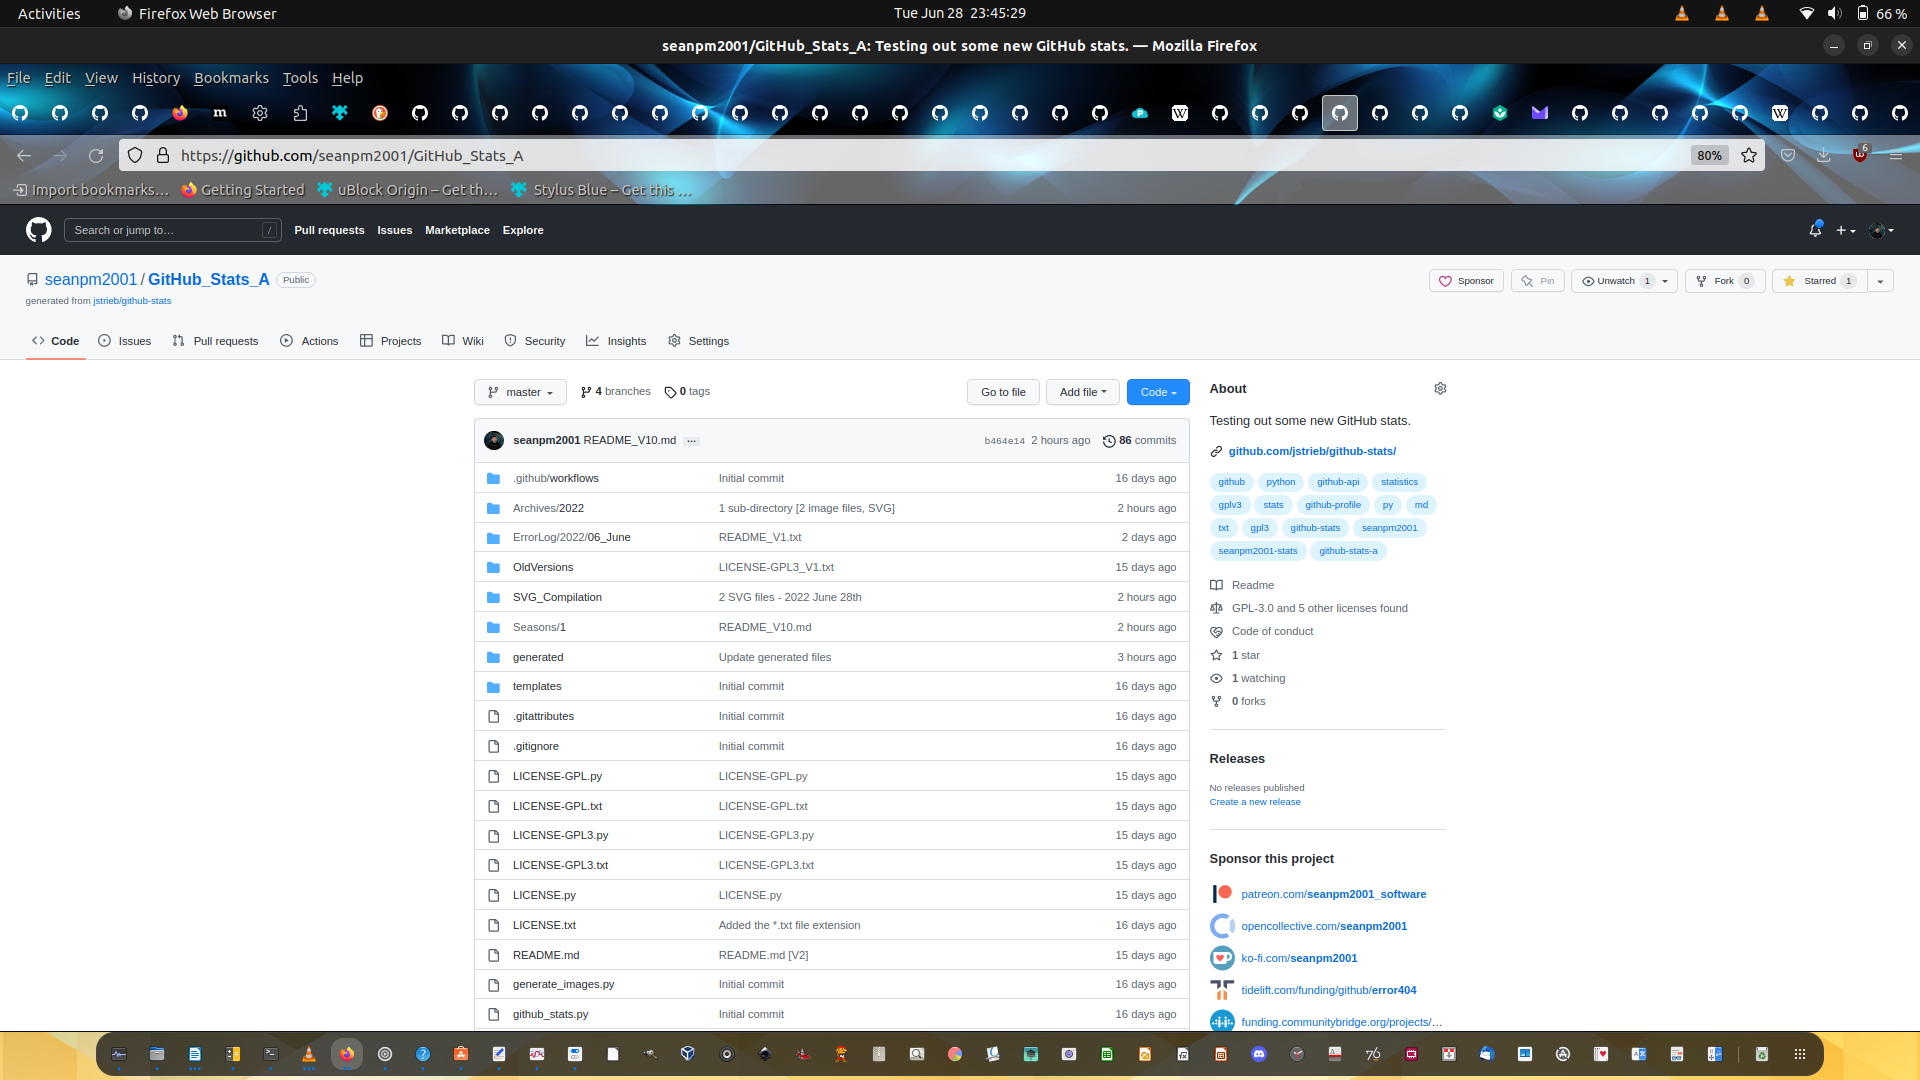 Activities Firefox Web Browser Tue Jun 28 23:45:29 66 %
seanpm2001/GitHub_Stats_A: Testing out some new GitHub stats. — Mozilla Firefox
File Edit View History Bookmarks Tools Help
https://github.com/seanpm2001/GitHub_Stats_A 80% 6
Import bookmarks… Getting Started uBlock Origin – Get th… Stylus Blue – Get this …
Search or jump to… / Pull requests Issues Marketplace Explore
seanpm2001 / GitHub_Stats_A Public Sponsor Pin Unwatch 1 Fork 0 Starred 1
generated from jstrieb/github-stats
Code Issues Pull requests Actions Projects Wiki Security Insights Settings
master 4 branches 0 tags Go to file Add file Code
seanpm2001 README_V10.md ... b464e14 2 hours ago 86 commits
.github/workflows Initial commit 16 days ago
Archives/2022 1 sub-directory [2 image files, SVG] 2 hours ago
ErrorLog/2022/06_June README_V1.txt 2 days ago
OldVersions LICENSE-GPL3_V1.txt 15 days ago
SVG_Compilation 2 SVG files - 2022 June 28th 2 hours ago
Seasons/1 README_V10.md 2 hours ago
generated Update generated files 3 hours ago
templates Initial commit 16 days ago
.gitattributes Initial commit 16 days ago
.gitignore Initial commit 16 days ago
LICENSE-GPL.py LICENSE-GPL.py 15 days ago
LICENSE-GPL.txt LICENSE-GPL.txt 15 days ago
LICENSE-GPL3.py LICENSE-GPL3.py 15 days ago
LICENSE-GPL3.txt LICENSE-GPL3.txt 15 days ago
LICENSE.py LICENSE.py 15 days ago
LICENSE.txt Added the *.txt file extension 16 days ago
README.md README.md [V2] 15 days ago
generate_images.py Initial commit 16 days ago
github_stats.py Initial commit 16 days ago
About
Testing out some new GitHub stats.
github.com/jstrieb/github-stats/
github python github-api statistics
gplv3 stats github-profile py md
txt gpl3 github-stats seanpm2001
seanpm2001-stats github-stats-a
Readme
GPL-3.0 and 5 other licenses found
Code of conduct
1 star
1 watching
0 forks
Releases
No releases published
Create a new release
Sponsor this project
patreon.com/seanpm2001_software
opencollective.com/seanpm2001
ko-fi.com/seanpm2001
tidelift.com/funding/github/error404
funding.communitybridge.org/projects/…